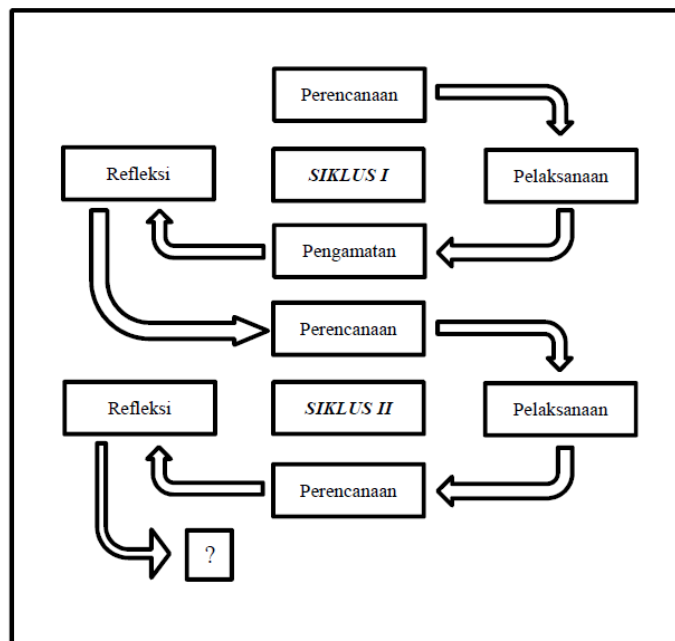 Perencanaan
Refleksi
SIKLUS I
Pelaksanaan
Pengamatan
Perencanaan
Refleksi
SIKLUS II
Pelaksanaan
Perencanaan
?